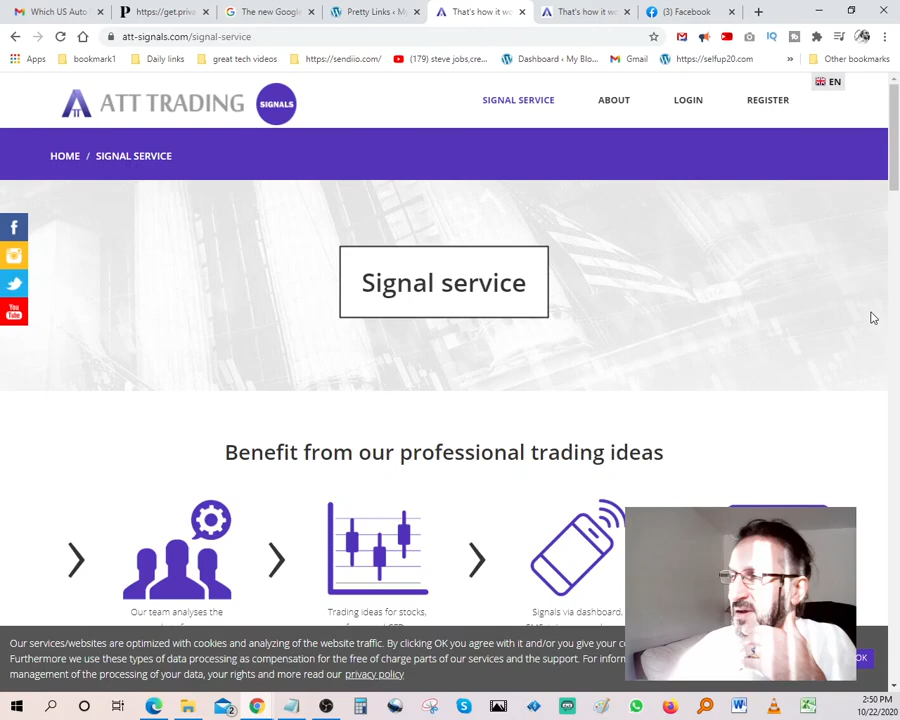 Which US Auto
https://get.priva
The new Google
Pretty Links ‹ My
That's how it wo
That's how it wo
(3) Facebook
att-signals.com/signal-service
Apps
bookmark1
Daily links
great tech videos
https://sendiio.com/
(179) steve jobs,cre...
Dashboard ‹ My Blo...
Gmail
https://selfup20.com
»
Other bookmarks
ATT TRADING
SIGNALS
SIGNAL SERVICE
ABOUT
LOGIN
REGISTER
EN
HOME / SIGNAL SERVICE
Signal service
Benefit from our professional trading ideas
Our team analyses the
Trading ideas for stocks,
Signals via dashboard,
Our services/websites are optimized with cookies and analyzing of the website traffic. By clicking OK you agree with it and/or you give your
Furthermore we use these types of data processing as compensation for the free of charge parts of our services and the support. For
management of the processing of your data, your rights and more read our privacy policy
OK
2:50 PM
10/22/2020